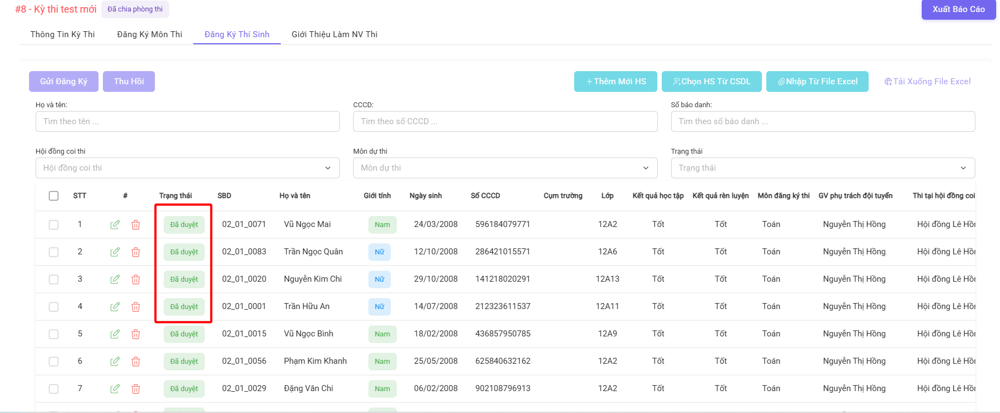 #8 - Kỳ thi test mới Đã chia phòng thi Xuất Báo Cáo
Thông Tin Kỳ Thi Đăng Ký Môn Thi Đăng Ký Thí Sinh Giới Thiệu Làm NV Thi
Gửi Đăng Ký Thu Hồi +Thêm Mới HS Chọn HS Từ CSDL Nhập Từ File Excel Tải Xuống File Excel
Họ và tên: CCCD: Số báo danh:
Tìm theo tên ... Tìm theo số CCCD ... Tìm theo số báo danh ...
Hội đồng coi thi Môn dự thi Trạng thái
Hội đồng coi thi Môn dự thi Trạng thái
STT # Trạng thái SBD Họ và tên Giới tính Ngày sinh Số CCCD Cụm trường Lớp Kết quả học tập Kết quả rèn luyện Môn đăng ký thi GV phụ trách đội tuyển Thi tại hội đồng coi
1 Đã duyệt 02_01_0071 Vũ Ngọc Mai Nam 24/03/2008 596184079771 12A2 Tốt Tốt Toán Nguyễn Thị Hồng Hội đồng Lê Hồn
2 Đã duyệt 02_01_0083 Trần Ngọc Quân Nữ 12/10/2008 286421015571 12A6 Tốt Tốt Toán Nguyễn Thị Hồng Hội đồng Lê Hồn
3 Đã duyệt 02_01_0020 Nguyễn Kim Chi Nữ 29/10/2008 141218020291 12A13 Tốt Tốt Toán Nguyễn Thị Hồng Hội đồng Lê Hồn
4 Đã duyệt 02_01_0001 Trần Hữu An Nữ 14/07/2008 212323611537 12A11 Tốt Tốt Toán Nguyễn Thị Hồng Hội đồng Lê Hồn
5 Đã duyệt 02_01_0015 Vũ Ngọc Bình Nam 18/02/2008 436857950785 12A9 Tốt Tốt Toán Nguyễn Thị Hồng Hội đồng Lê Hồn
6 Đã duyệt 02_01_0056 Phạm Kim Khanh Nam 25/05/2008 625840632162 12A2 Tốt Tốt Toán Nguyễn Thị Hồng Hội đồng Lê Hồn
7 Đã duyệt 02_01_0029 Đặng Văn Chi Nam 06/02/2008 902108796913 12A2 Tốt Tốt Toán Nguyễn Thị Hồng Hội đồng Lê Hồn